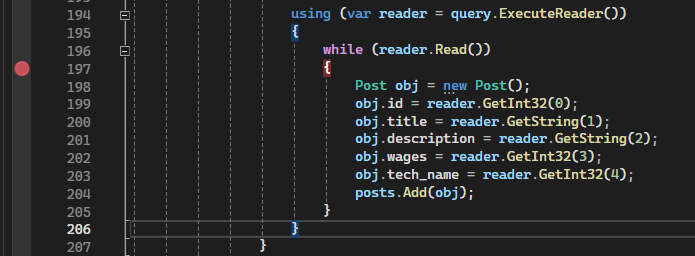 194 using (var reader = query.ExecuteReader())
195 {
196 while (reader.Read())
197 {
198 Post obj = new Post();
199 obj.id = reader.GetInt32(0);
200 obj.title = reader.GetString(1);
201 obj.description = reader.GetString(2);
202 obj.wages = reader.GetInt32(3);
203 obj.tech_name = reader.GetInt32(4);
204 posts.Add(obj);
205 }
206 }
207 }